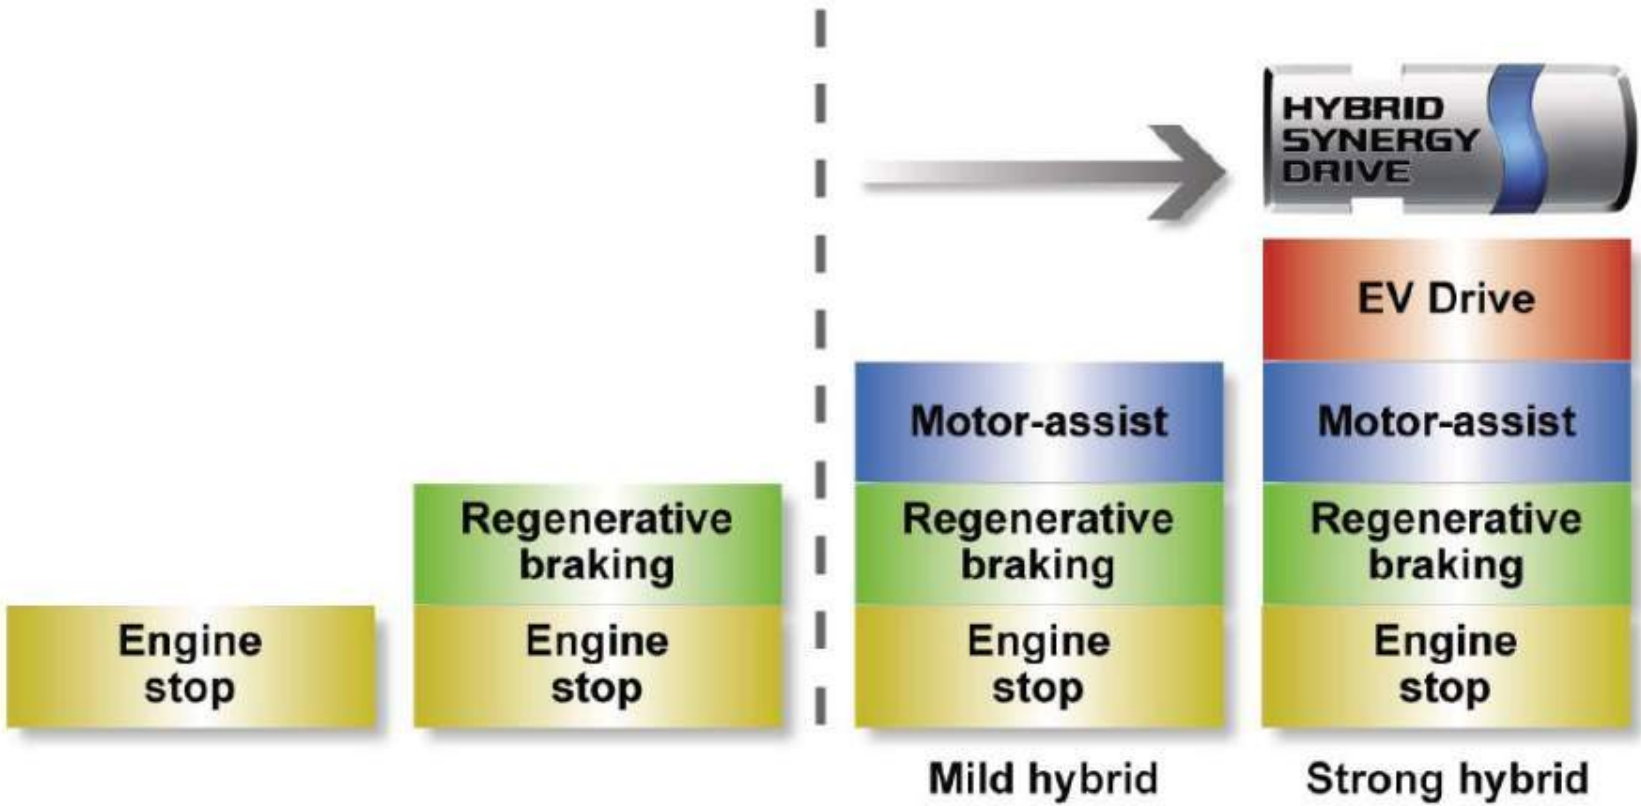 HYBRID
SYNERGY
DRIVE
EV Drive
Motor-assist
Motor-assist
Regenerative
braking
Regenerative
braking
Regenerative
braking
Engine
stop
Engine
stop
Engine
stop
Engine
stop
Mild hybrid
Strong hybrid